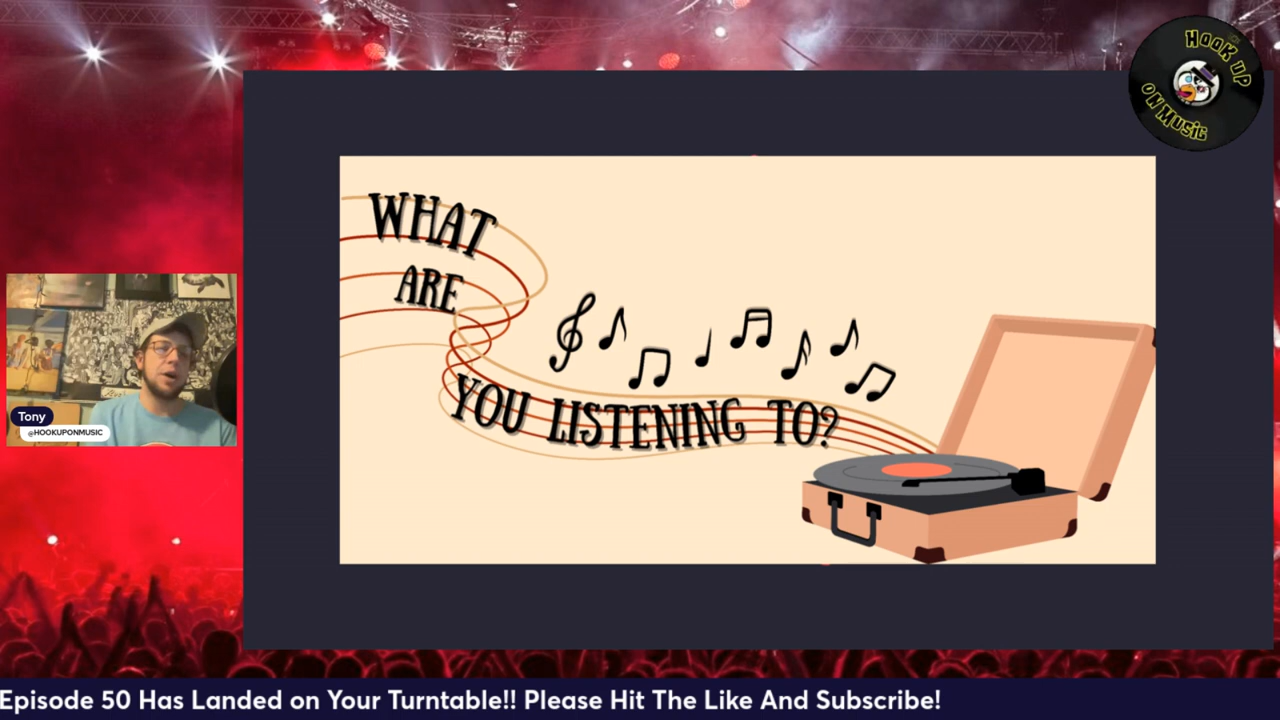 HOOK UP
ON MUSIC
WHAT
ARE
YOU LISTENING TO?
Tony
@HOOKUPONMUSIC
Episode 50 Has Landed on Your Turntable!! Please Hit The Like And Subscribe!